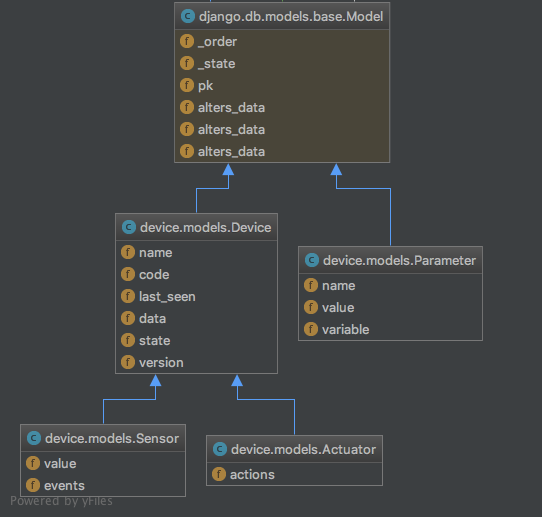 django.db.models.base.Model
_order
_state
pk
alters_data
alters_data
alters_data
device.models.Device
name
code
last_seen
data
state
version
device.models.Parameter
name
value
variable
device.models.Sensor
value
events
device.models.Actuator
actions
Powered by yFiles